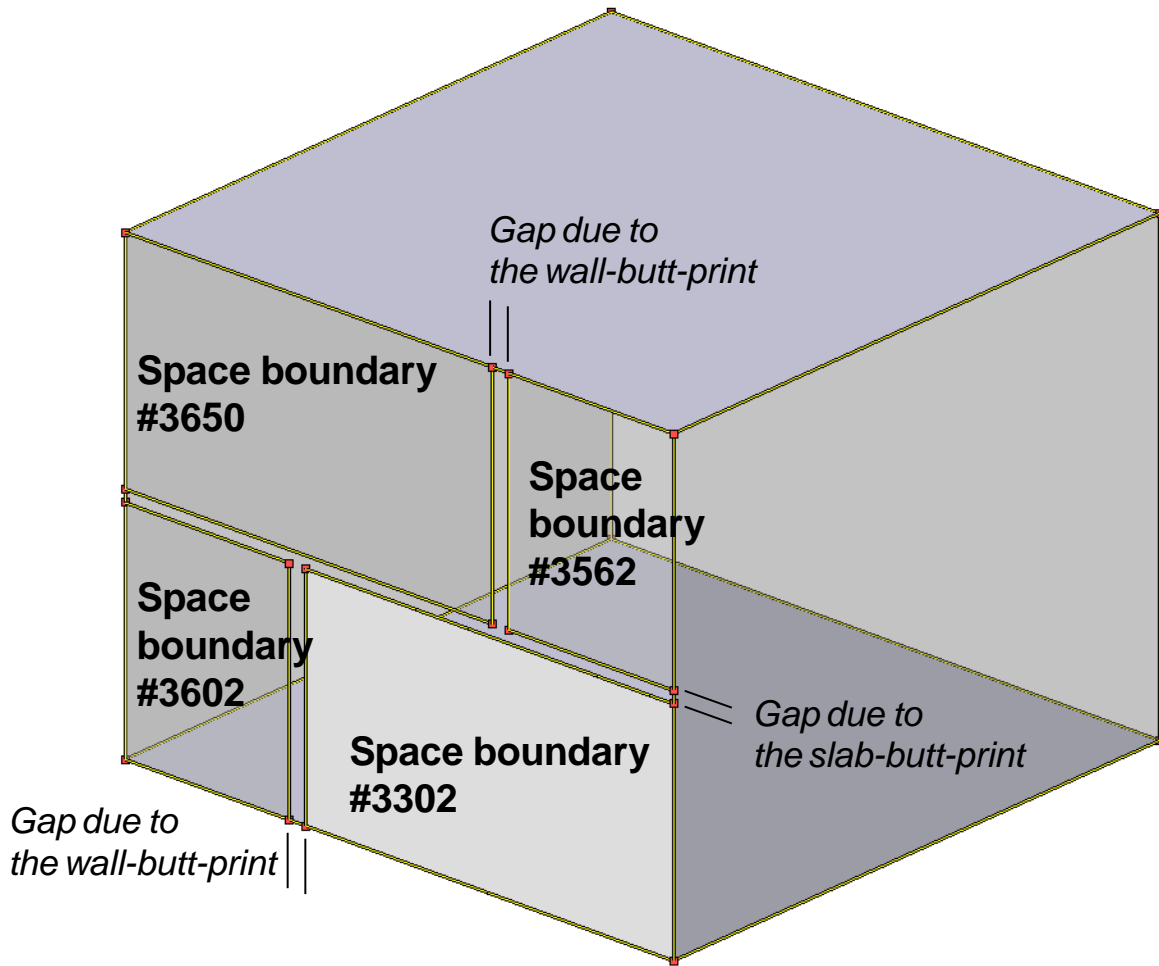 Gap due to
the wall-butt-print
Space boundary
#3650
Space
boundary
#3562
Space
boundary
#3602
Space boundary
#3302
Gap due to
the slab-butt-print
Gap due to
the wall-butt-print